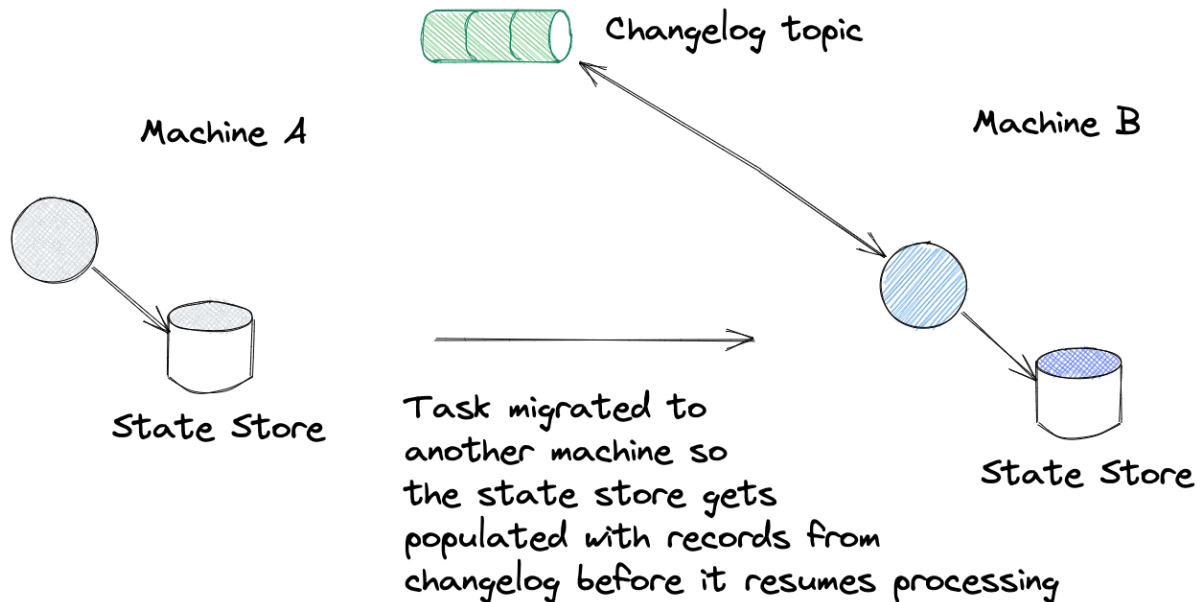 Changelog topic
Machine A
Machine B
State Store
Task migrated to
another machine so
the state store gets
populated with records from
changelog before it resumes processing
State Store